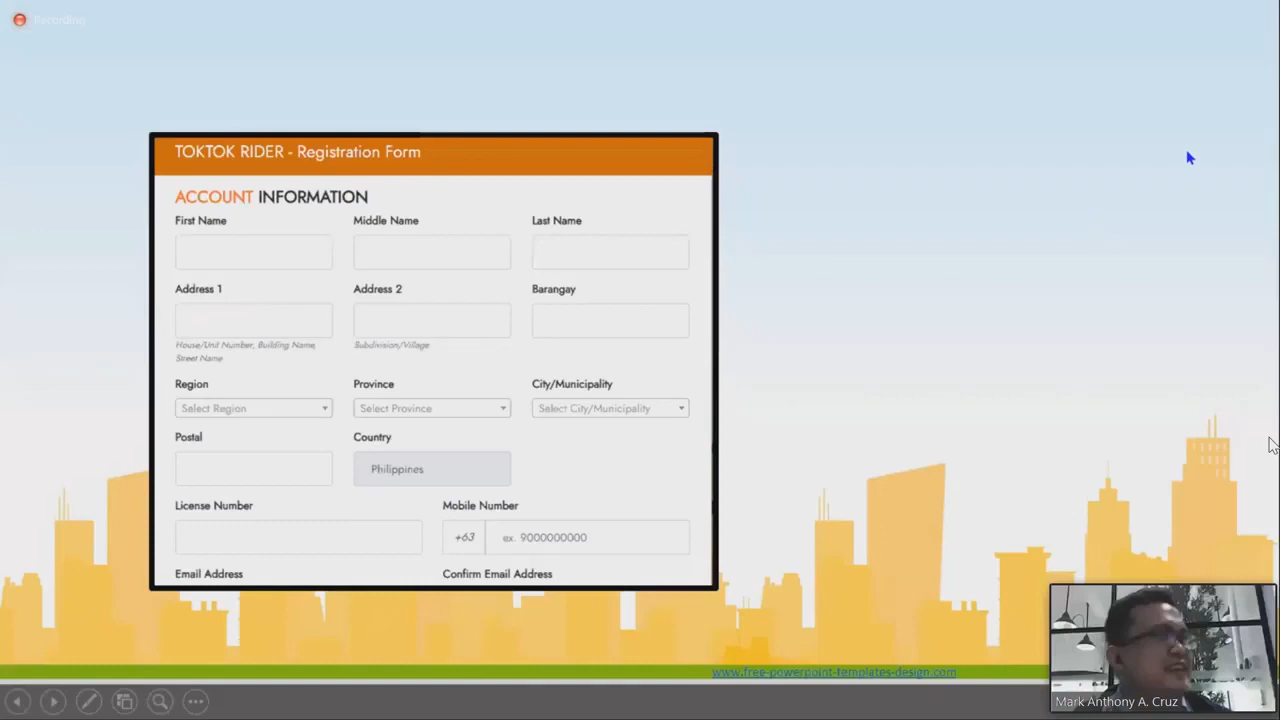 Recording
TOKTOK RIDER - Registration Form
ACCOUNT INFORMATION
First Name Middle Name Last Name
Address 1 Address 2 Barangay
House/Unit Number, Building Name, Subdivision/Village
Street Name
Region Province City/Municipality
Select Region Select Province Select City/Municipality
Postal Country
Philippines
License Number Mobile Number
+63 ex. 9000000000
Email Address Confirm Email Address
www.free-powerpoint-templates-design.com
Mark Anthony A. Cruz